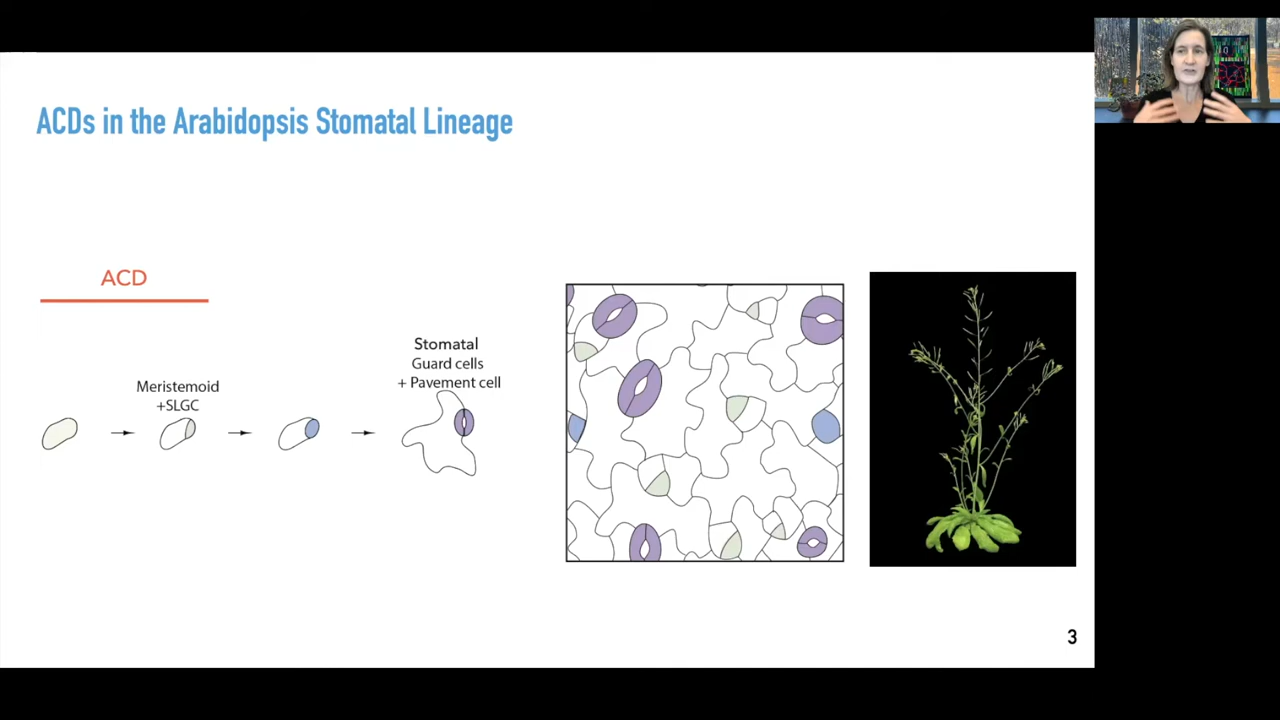 ACDs in the Arabidopsis Stomatal Lineage
ACD
Meristemoid
+SLGC
Stomatal
Guard cells
+ Pavement cell
3